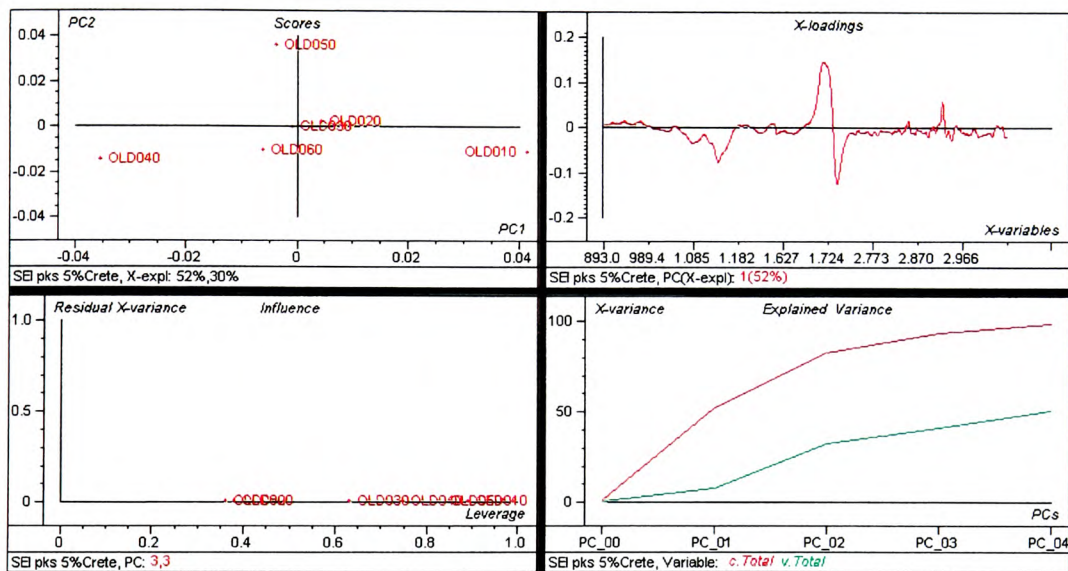 PC2 Scores
0.04
0.02
0
-0.02
-0.04
OLD050
OLD020
OLD060
OLD010
OLD040
PC1
-0.04 -0.02 0 0.02 0.04
SEI pks 5%Crete, X-expl: 52%,30%
X-loadings
0.2
0.1
0
-0.1
-0.2
X-variables
893.0 989.4 1.085 1.182 1.627 1.724 2.773 2.870 2.966
SEI pks 5%Crete, PC(X-expl): 1(52%)
Residual X-variance Influence
1.0
0.5
0
OLD030
Leverage
0 0.2 0.4 0.6 0.8 1.0
SEI pks 5%Crete, PC: 3,3
X-variance Explained Variance
100
50
0
PCs
PC_00 PC_01 PC_02 PC_03 PC_04
SEI pks 5%Crete, Variable: c.Total v.Total